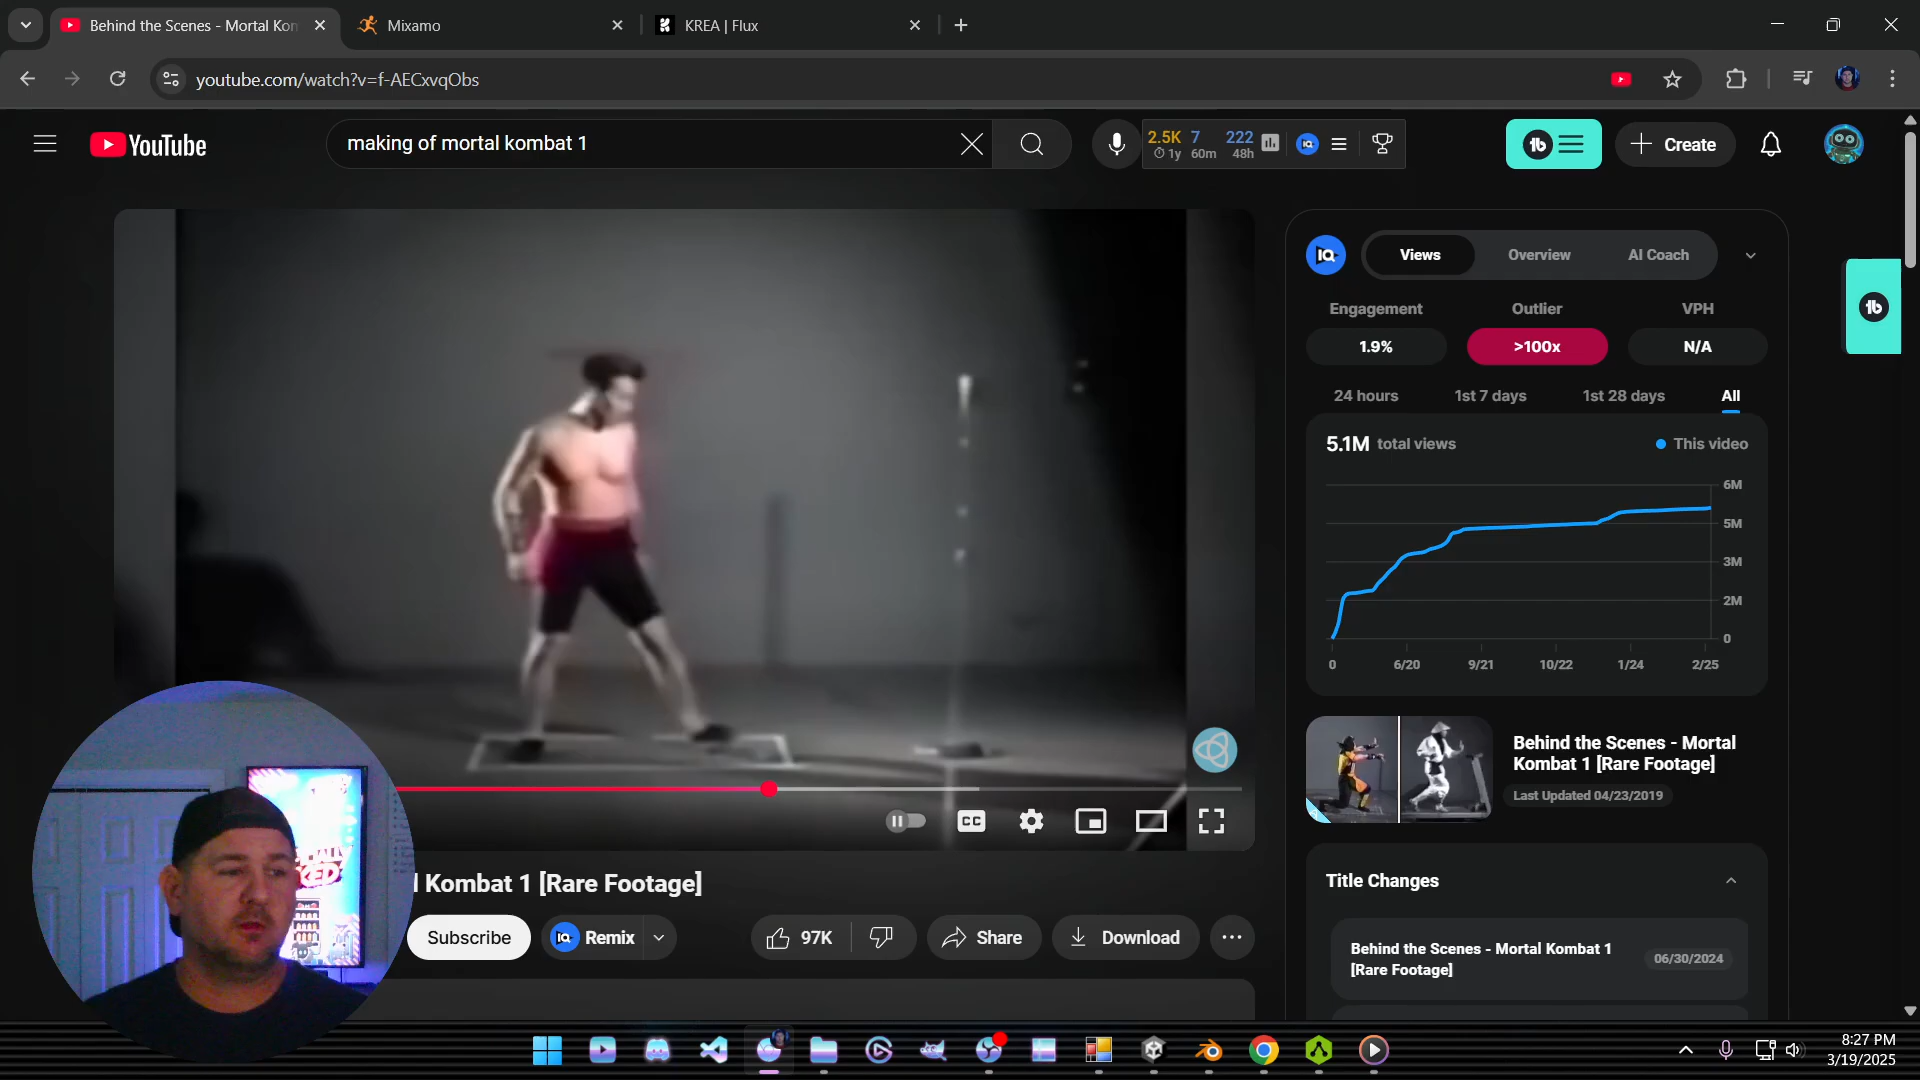 Behind the Scenes - Mortal Kon
Mixamo
KREA | Flux
youtube.com/watch?v=f-AECxvqObs
YouTube
making of mortal kombat 1
2.5K 7 222
1y 60m 48h
Create
Views
Overview
AI Coach
Engagement
Outlier
VPH
1.9%
>100x
N/A
24 hours
1st 7 days
1st 28 days
All
5.1M total views
This video
6M
5M
3M
2M
0
0
6/20
9/21
10/22
1/24
2/25
Behind the Scenes - Mortal
Kombat 1 [Rare Footage]
Last Updated 04/23/2019
CC
l Kombat 1 [Rare Footage]
Subscribe
Remix
97K
Share
Download
Title Changes
Behind the Scenes - Mortal Kombat 1
[Rare Footage]
06/30/2024
8:27 PM
3/19/2025